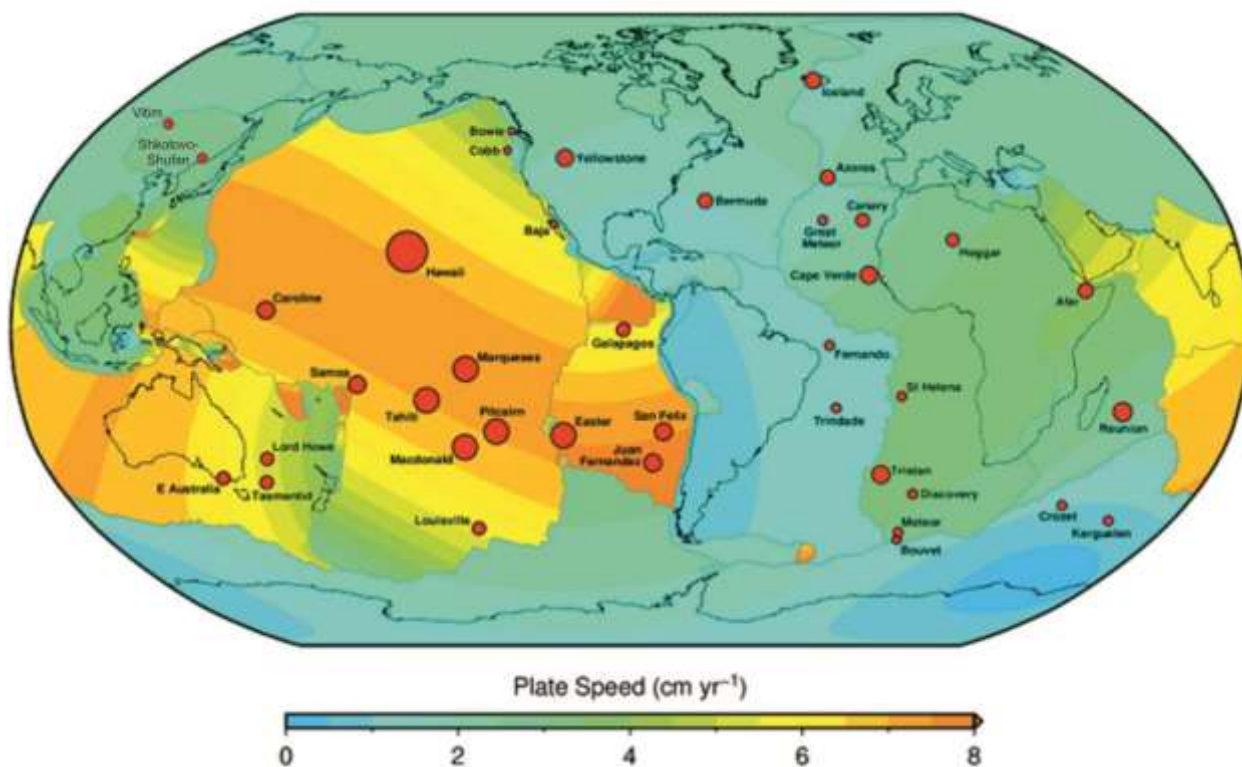 Iceland
Vitim
Bowie
Shkotovo-
Shufan
Cobb
Yellowstone
Azores
Bermuda
Canary
Great
Meteor
Baja
Hoggar
Hawaii
Cape Verde
Afar
Caroline
Galapagos
Fernando
Marqueses
Samoa
St Helena
Tahiti
Pitcairn
Easter
San Felix
Trindade
Reunion
Lord Howe
Macdonald
Juan
Fernandez
Tristan
E Australia
Tasmantid
Discovery
Louisville
Meteor
Crozet
Kerguelen
Bouvet
Plate Speed (cm yr⁻¹)
0 2 4 6 8